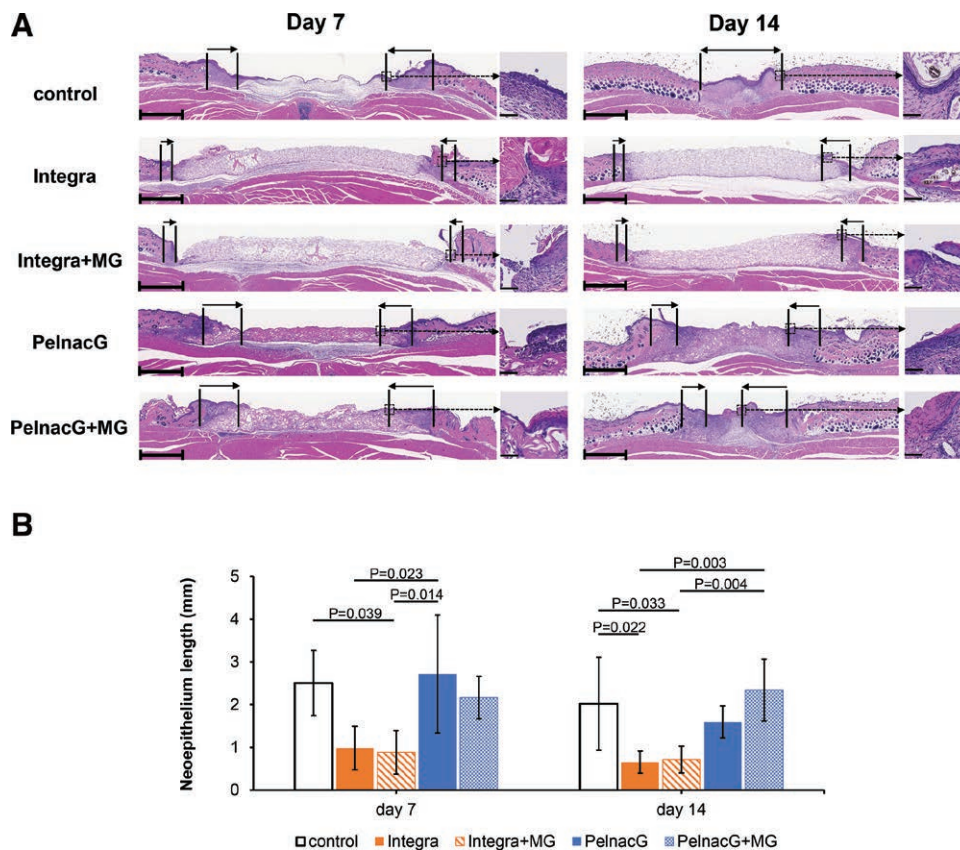 A
Day 7
Day 14
control
Integra
Integra+MG
PelnacG
PelnacG+MG
B
Neoepithelium length (mm)
5
4
3
2
1
0
P=0.023
P=0.014
P=0.039
P=0.003
P=0.004
P=0.033
P=0.022
day 7
day 14
control
Integra
Integra+MG
PelnacG
PelnacG+MG